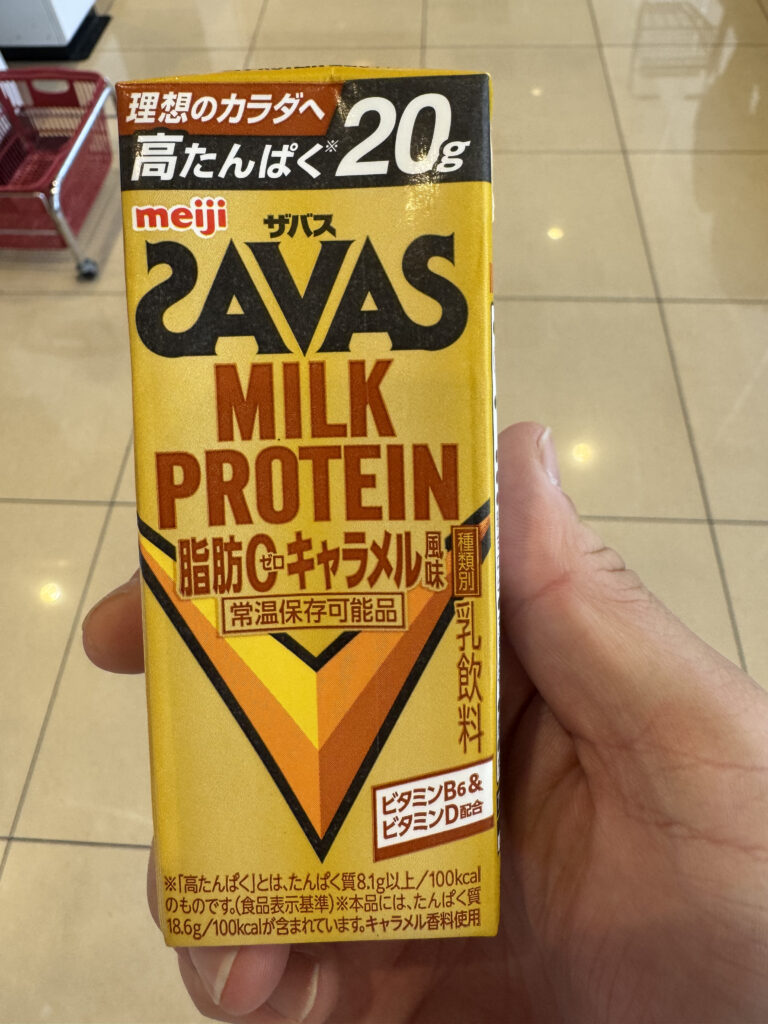 理想のカラダへ
高たんぱく※20g
meiji
ザバス
SAVAS
MILK
PROTEIN
脂肪0ゼロキャラメル風味
常温保存可能品
種類別
乳飲料
ビタミンB6&
ビタミンD配合
※「高たんぱく」とは、たんぱく質8.1g以上/100kcal
のものです。(食品表示基準)※本品には、たんぱく質
18.6g/100kcalが含まれています。キャラメル香料使用